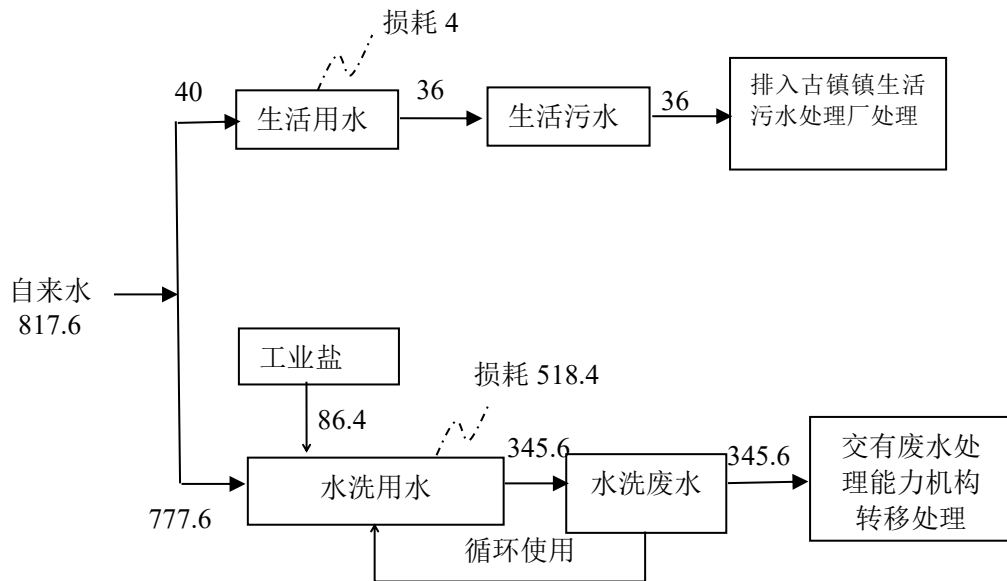 损耗 4
40
生活用水
36
生活污水
36
排入古镇镇生活
污水处理厂处理
自来水
817.6
工业盐
86.4
损耗 518.4
777.6
水洗用水
345.6
水洗废水
345.6
交有废水处
理能力机构
转移处理
循环使用